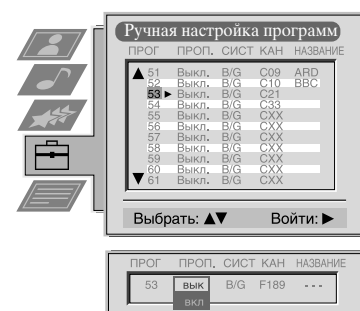 Ручная настройка программ
ПРОГ ПРОП. СИСТ КАН НАЗВАНИЕ
▲ 51 Выкл. B/G C09 ARD
52 Выкл. B/G C10 BBC
53 ► Выкл. B/G C21
54 Выкл. B/G C33
55 Выкл. B/G CXX
56 Выкл. B/G CXX
57 Выкл. B/G CXX
58 Выкл. B/G CXX
59 Выкл. B/G CXX
60 Выкл. B/G CXX
▼ 61 Выкл. B/G CXX
Выбрать: ▲▼ Войти: ►
ПРОГ ПРОП. СИСТ КАН НАЗВАНИЕ
53 вык B/G F189 - - -
вкл